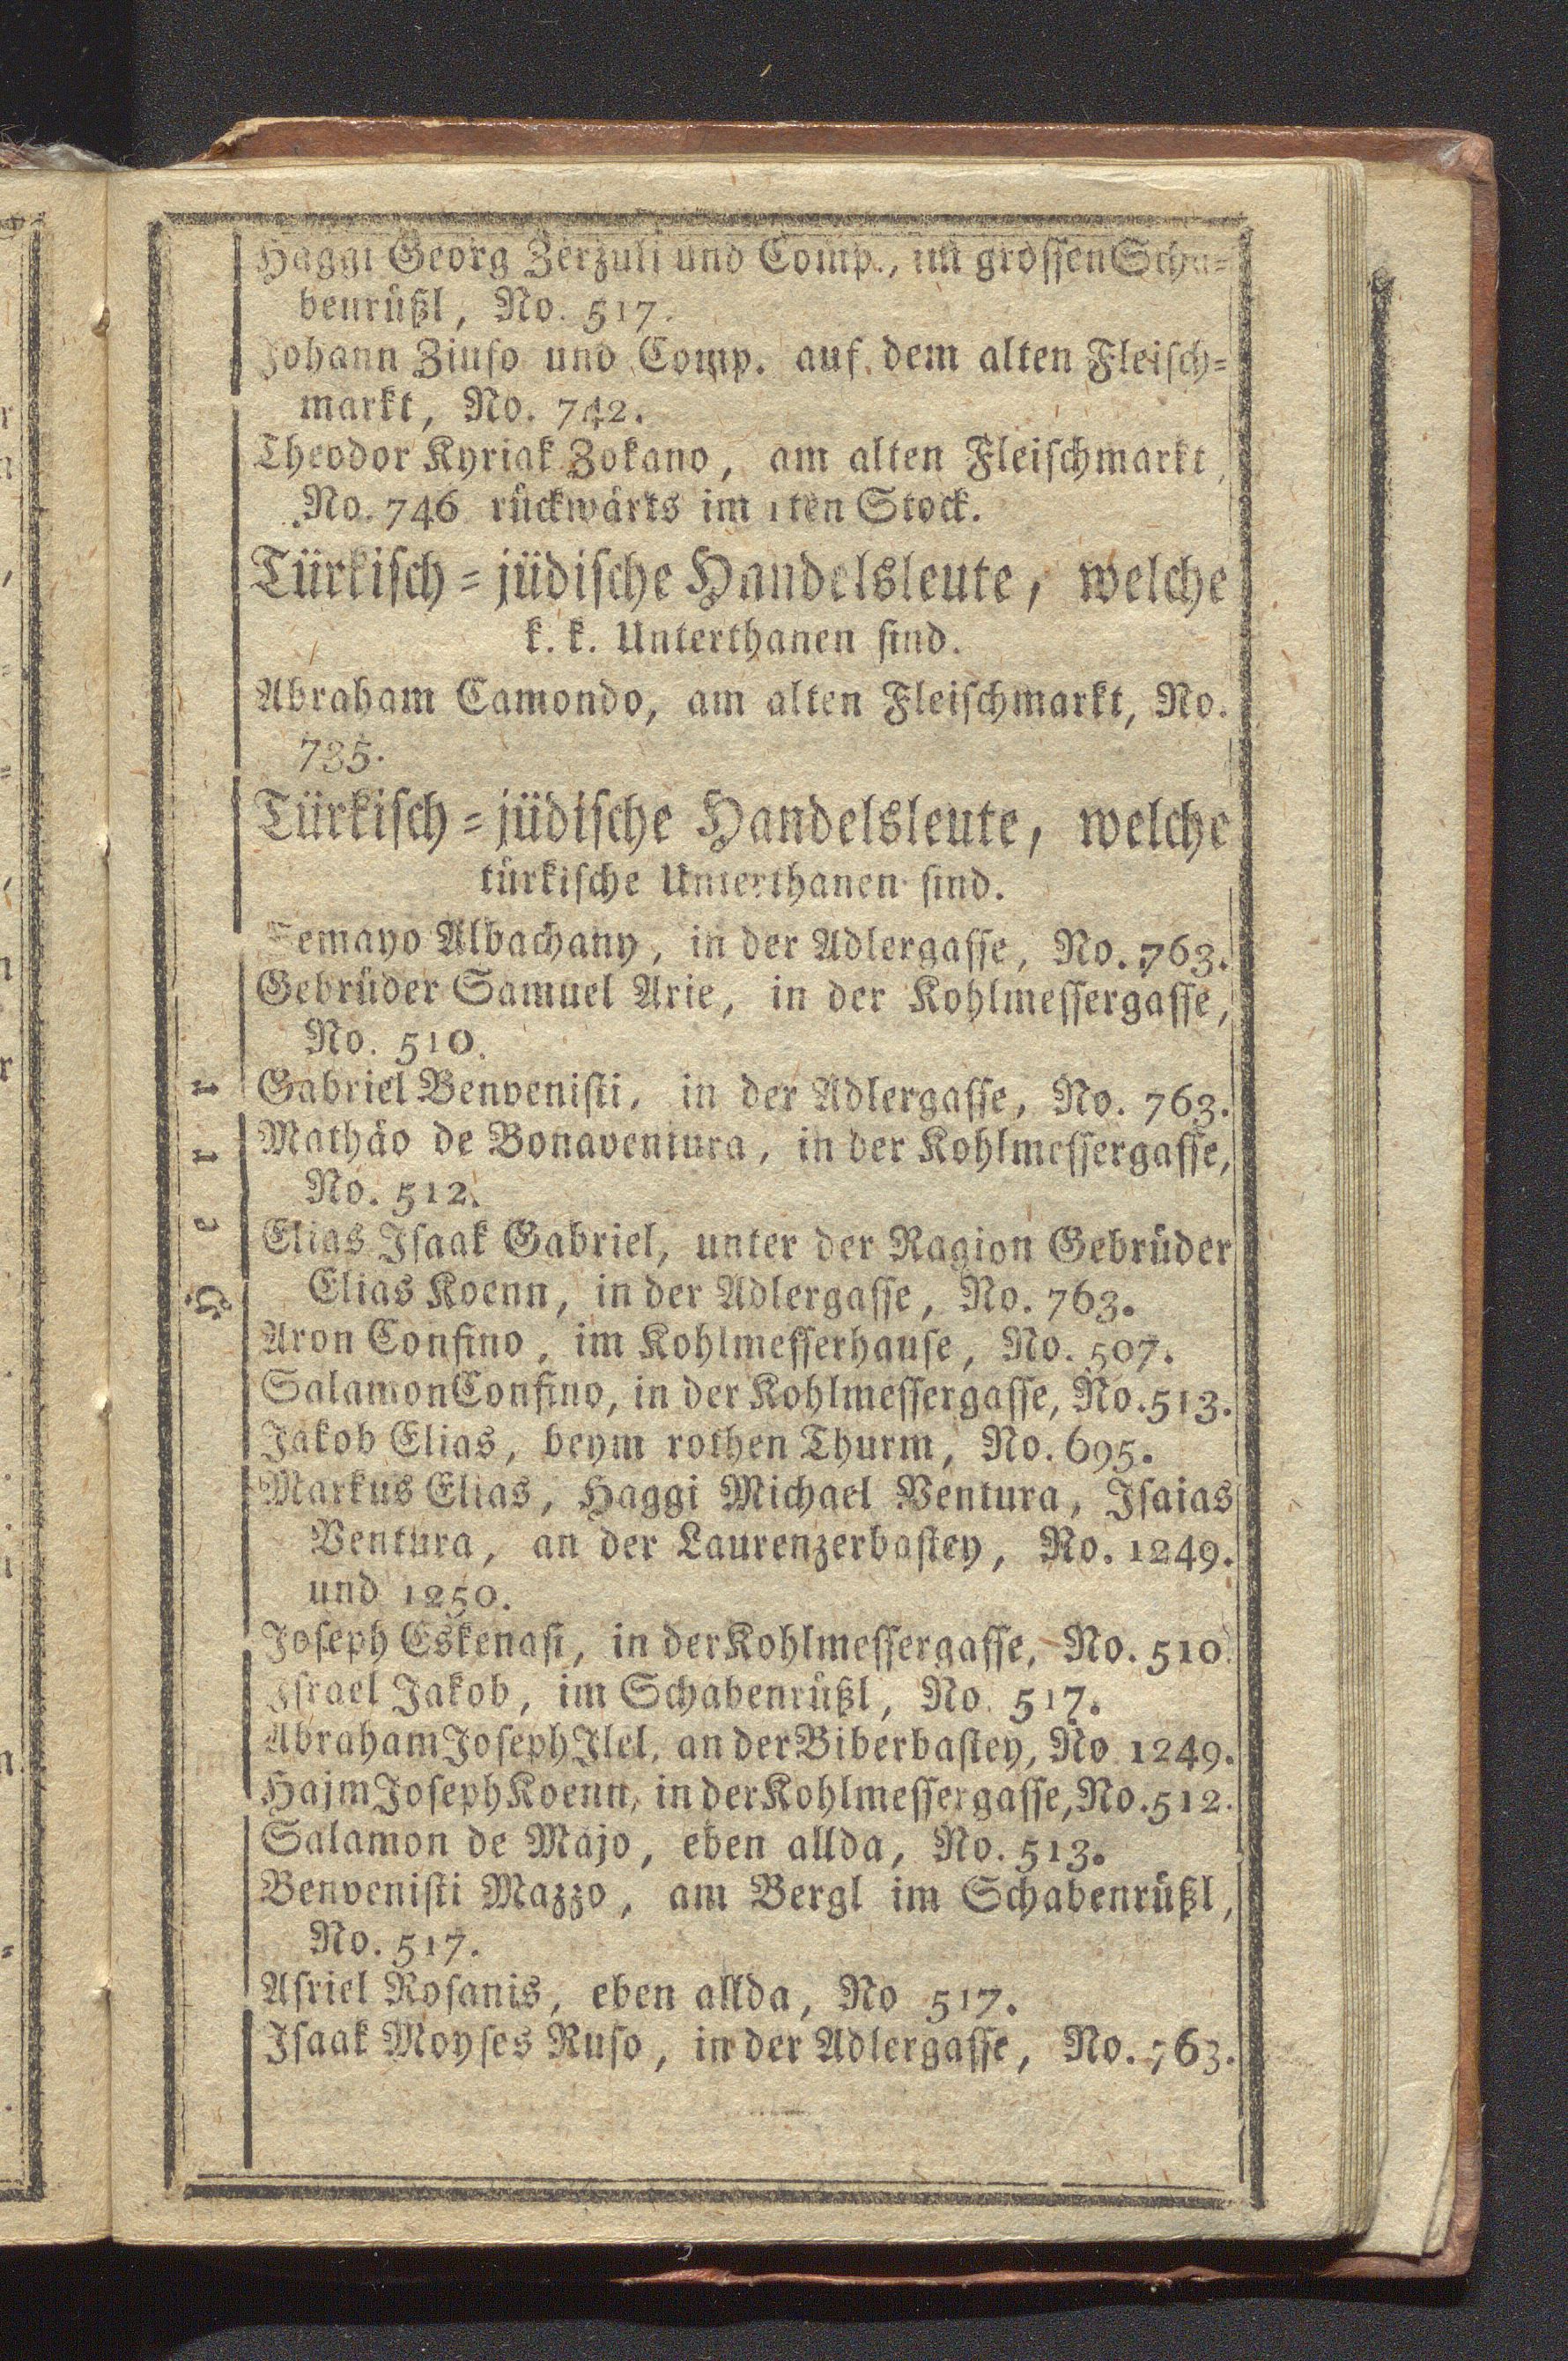 Haggi Georg Zerzuli und Comp., im grossen Scha-
benrüßl, No. 517.
Johann Ziuso und Comp. auf dem alten Fleisch-
markt, No. 742.
Theodor Kyriak Zokano, am alten Fleischmarkt,
No. 746 rückwärts im 1ten Stock.
Türkisch-jüdische Handelsleute, welche
k. k. Unterthanen sind.
Abraham Camondo, am alten Fleischmarkt, No.
735.
Türkisch-jüdische Handelsleute, welche
türkische Unterthanen sind.
Albachany, in der Adlergasse, No. 763.
Gebrüder Samuel Arie, in der Kohlmessergasse,
No. 510.
Gabriel Benvenisti, in der Adlergasse, No. 763.
Mathäo de Bonaventura, in der Kohlmessergasse,
No. 512.
Elias Isaak Gabriel, unter der Ragion Gebrüder
Elias Koenn, in der Adlergasse, No. 763.
Aron Confino, im Kohlmesserhause, No. 507.
Salamon Confino, in der Kohlmessergasse, No. 513.
Jakob Elias, beym rothen Thurm, No. 695.
Markus Elias, Haggi Michael Ventura, Isaias
Ventura, an der Laurenzerbastey, No. 1249.
und 1250.
Joseph Eskenasi, in der Kohlmessergasse, No. 510.
Israel Jakob, im Schabenrüßl, No. 517.
Abraham Joseph Ilel, an der Biberbastey, No 1249.
Hajm Joseph Koenn, in der Kohlmessergasse, No. 512.
Salamon de Majo, eben allda, No. 513.
Benvenisti Mazzo, am Bergl im Schabenrüßl,
No. 517.
Asriel Rosanis, eben allda, No 517.
Isaak Moyses Ruso, in der Adlergasse, No. 763.